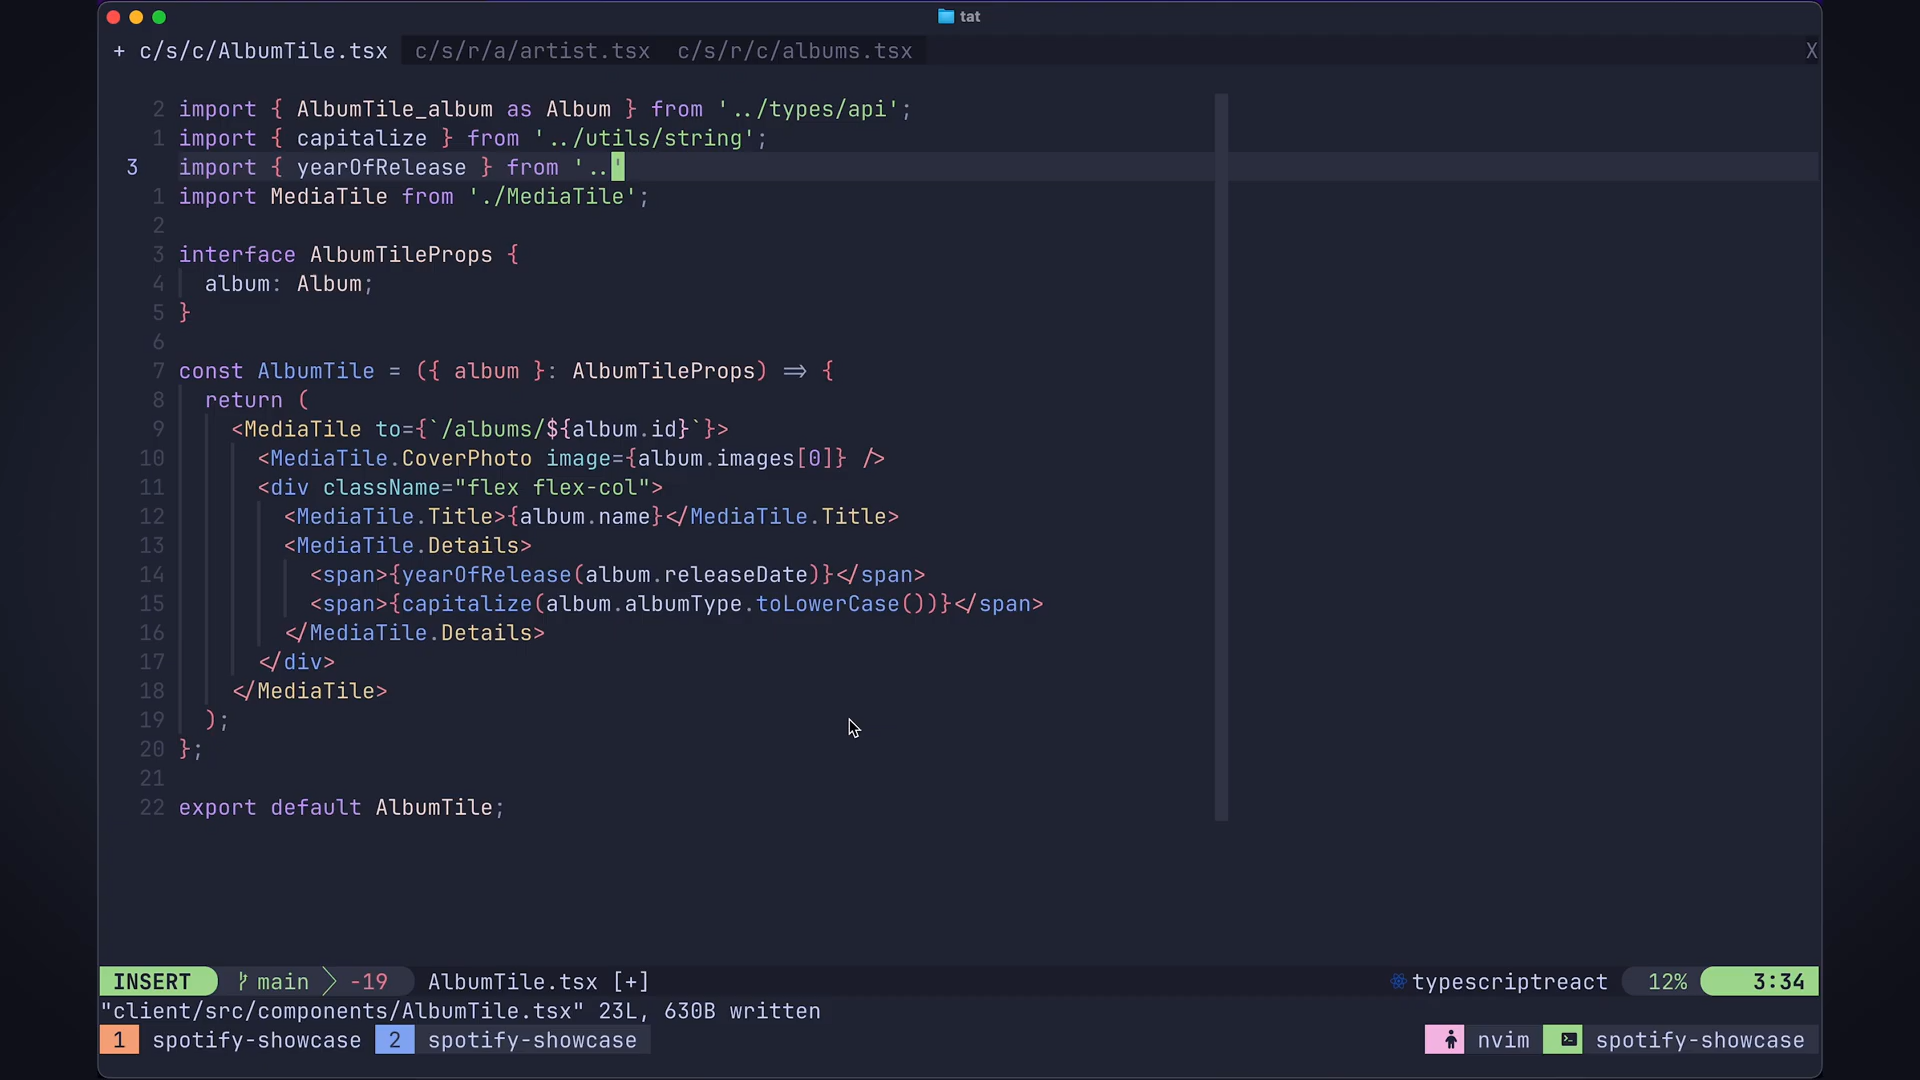 tat
+ c/s/c/AlbumTile.tsx c/s/r/a/artist.tsx c/s/r/c/albums.tsx X
2 import { AlbumTile_album as Album } from '../types/api';
1 import { capitalize } from '../utils/string';
3 import { yearOfRelease } from '..'
1 import MediaTile from './MediaTile';
2
3 interface AlbumTileProps {
4 album: Album;
5 }
6
7 const AlbumTile = ({ album }: AlbumTileProps) => {
8 return (
9 <MediaTile to={`/albums/${album.id}`}>
10 <MediaTile.CoverPhoto image={album.images[0]} />
11 <div className="flex flex-col">
12 <MediaTile.Title>{album.name}</MediaTile.Title>
13 <MediaTile.Details>
14 <span>{yearOfRelease(album.releaseDate)}</span>
15 <span>{capitalize(album.albumType.toLowerCase())}</span>
16 </MediaTile.Details>
17 </div>
18 </MediaTile>
19 );
20 };
21
22 export default AlbumTile;
INSERT main -19 AlbumTile.tsx [+] typescriptreact 12% 3:34
"client/src/components/AlbumTile.tsx" 23L, 630B written
1 spotify-showcase 2 spotify-showcase nvim spotify-showcase